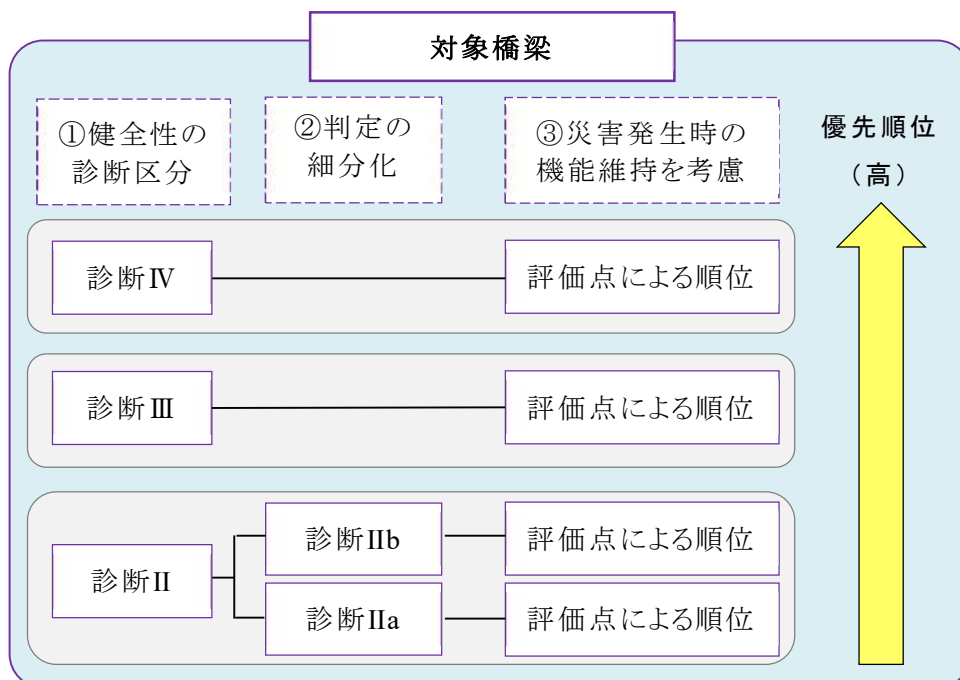 対象橋梁
①健全性の
診断区分
②判定の
細分化
③災害発生時の
機能維持を考慮
優先順位
（高）
診断Ⅳ
評価点による順位
診断Ⅲ
評価点による順位
診断Ⅱ
診断Ⅱb
評価点による順位
診断Ⅱa
評価点による順位